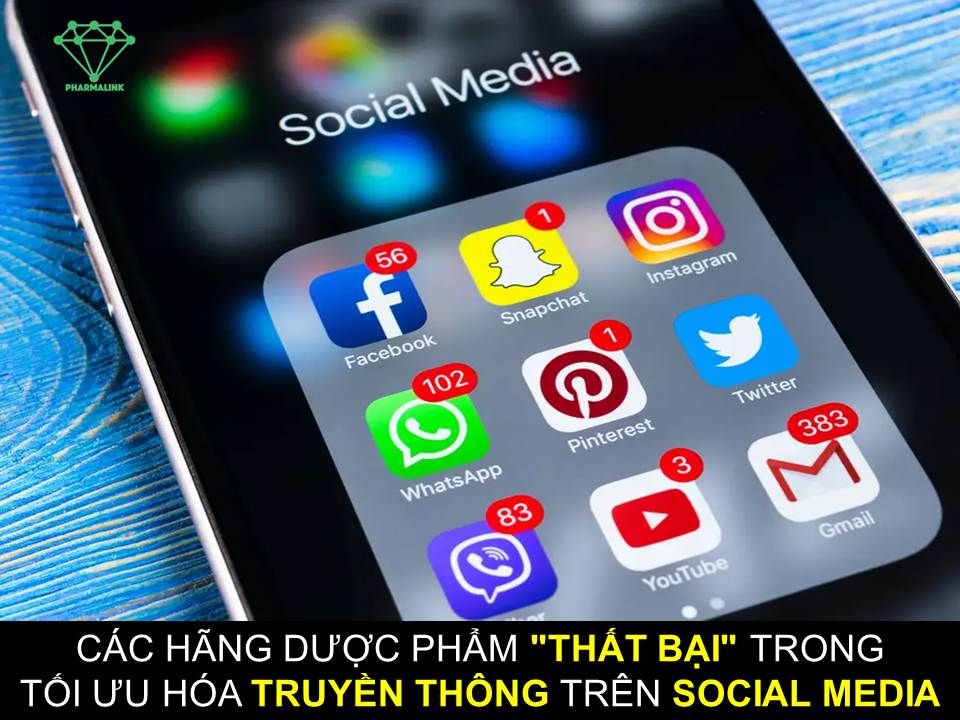 PHARMALINK
Social Media
56
1
Facebook
Snapchat
Instagram
102
1
WhatsApp
Pinterest
Twitter
83
3
383
YouTube
Gmail
CÁC HÃNG DƯỢC PHẨM "THẤT BẠI" TRONG
TỐI ƯU HÓA TRUYỀN THÔNG TRÊN SOCIAL MEDIA